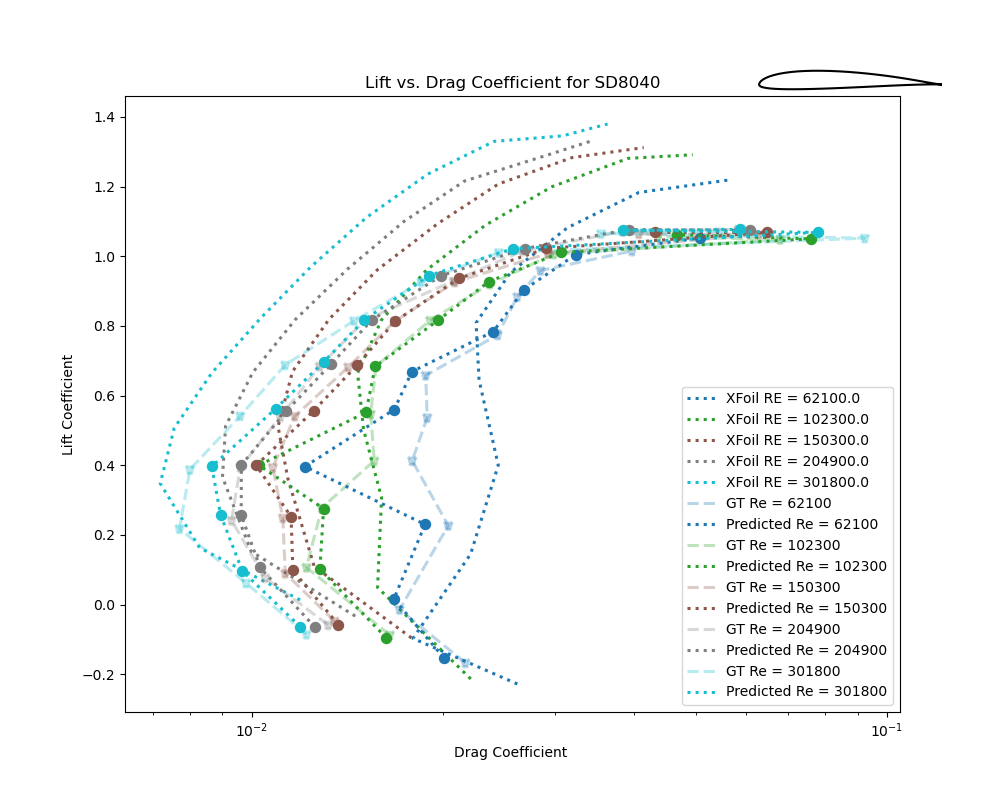 Lift vs. Drag Coefficient for SD8040
1.4
1.2
1.0
0.8
0.6
0.4
0.2
0.0
−0.2
Lift Coefficient
10⁻²
10⁻¹
Drag Coefficient
XFoil RE = 62100.0
XFoil RE = 102300.0
XFoil RE = 150300.0
XFoil RE = 204900.0
XFoil RE = 301800.0
GT Re = 62100
Predicted Re = 62100
GT Re = 102300
Predicted Re = 102300
GT Re = 150300
Predicted Re = 150300
GT Re = 204900
Predicted Re = 204900
GT Re = 301800
Predicted Re = 301800